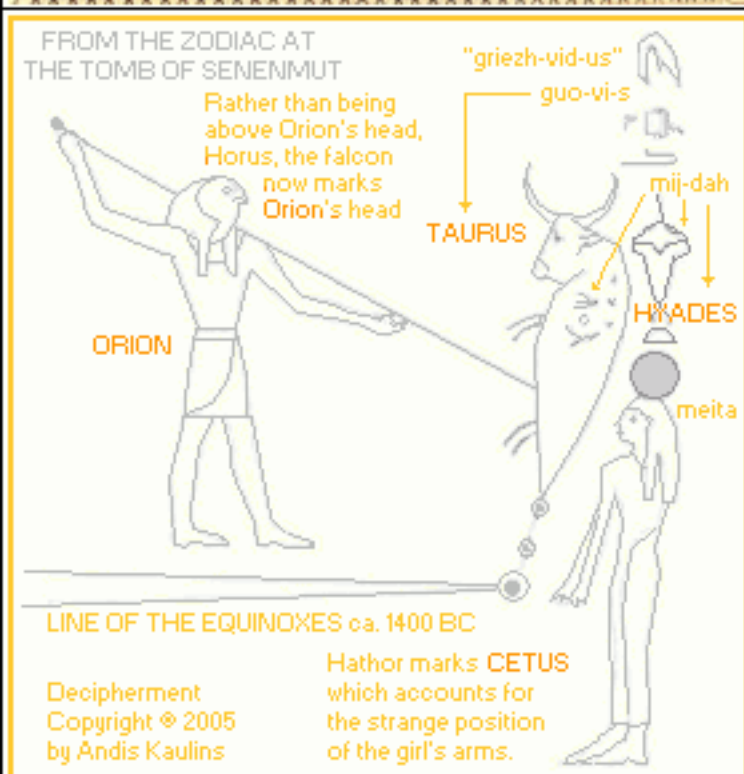 FROM THE ZODIAC AT
THE TOMB OF SENENMUT
"griezh-vid-us"
guo-vi-s
Rather than being
above Orion's head,
Horus, the falcon
now marks
Orion's head
mij-dah
TAURUS
HYADES
ORION
meita
LINE OF THE EQUINOXES ca. 1400 BC
Decipherment
Copyright © 2005
by Andis Kaulins
Hathor marks CETUS
which accounts for
the strange position
of the girl's arms.